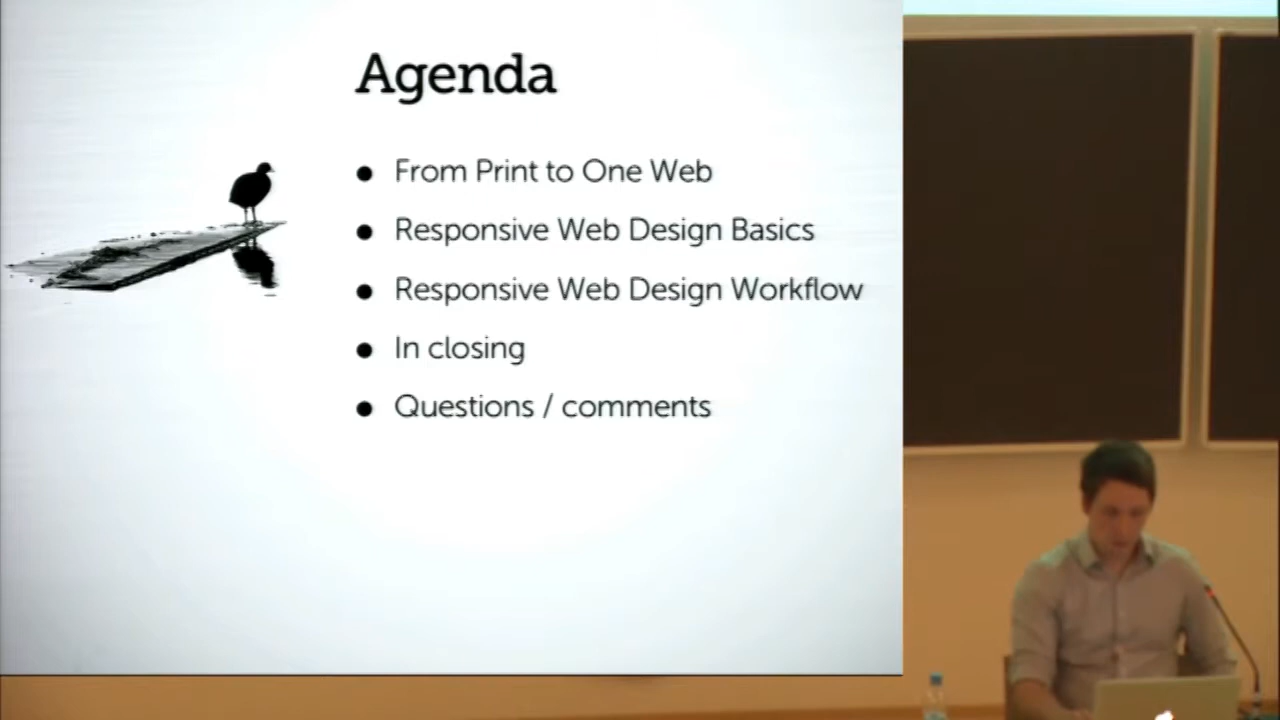 Agenda
From Print to One Web
Responsive Web Design Basics
Responsive Web Design Workflow
In closing
Questions / comments